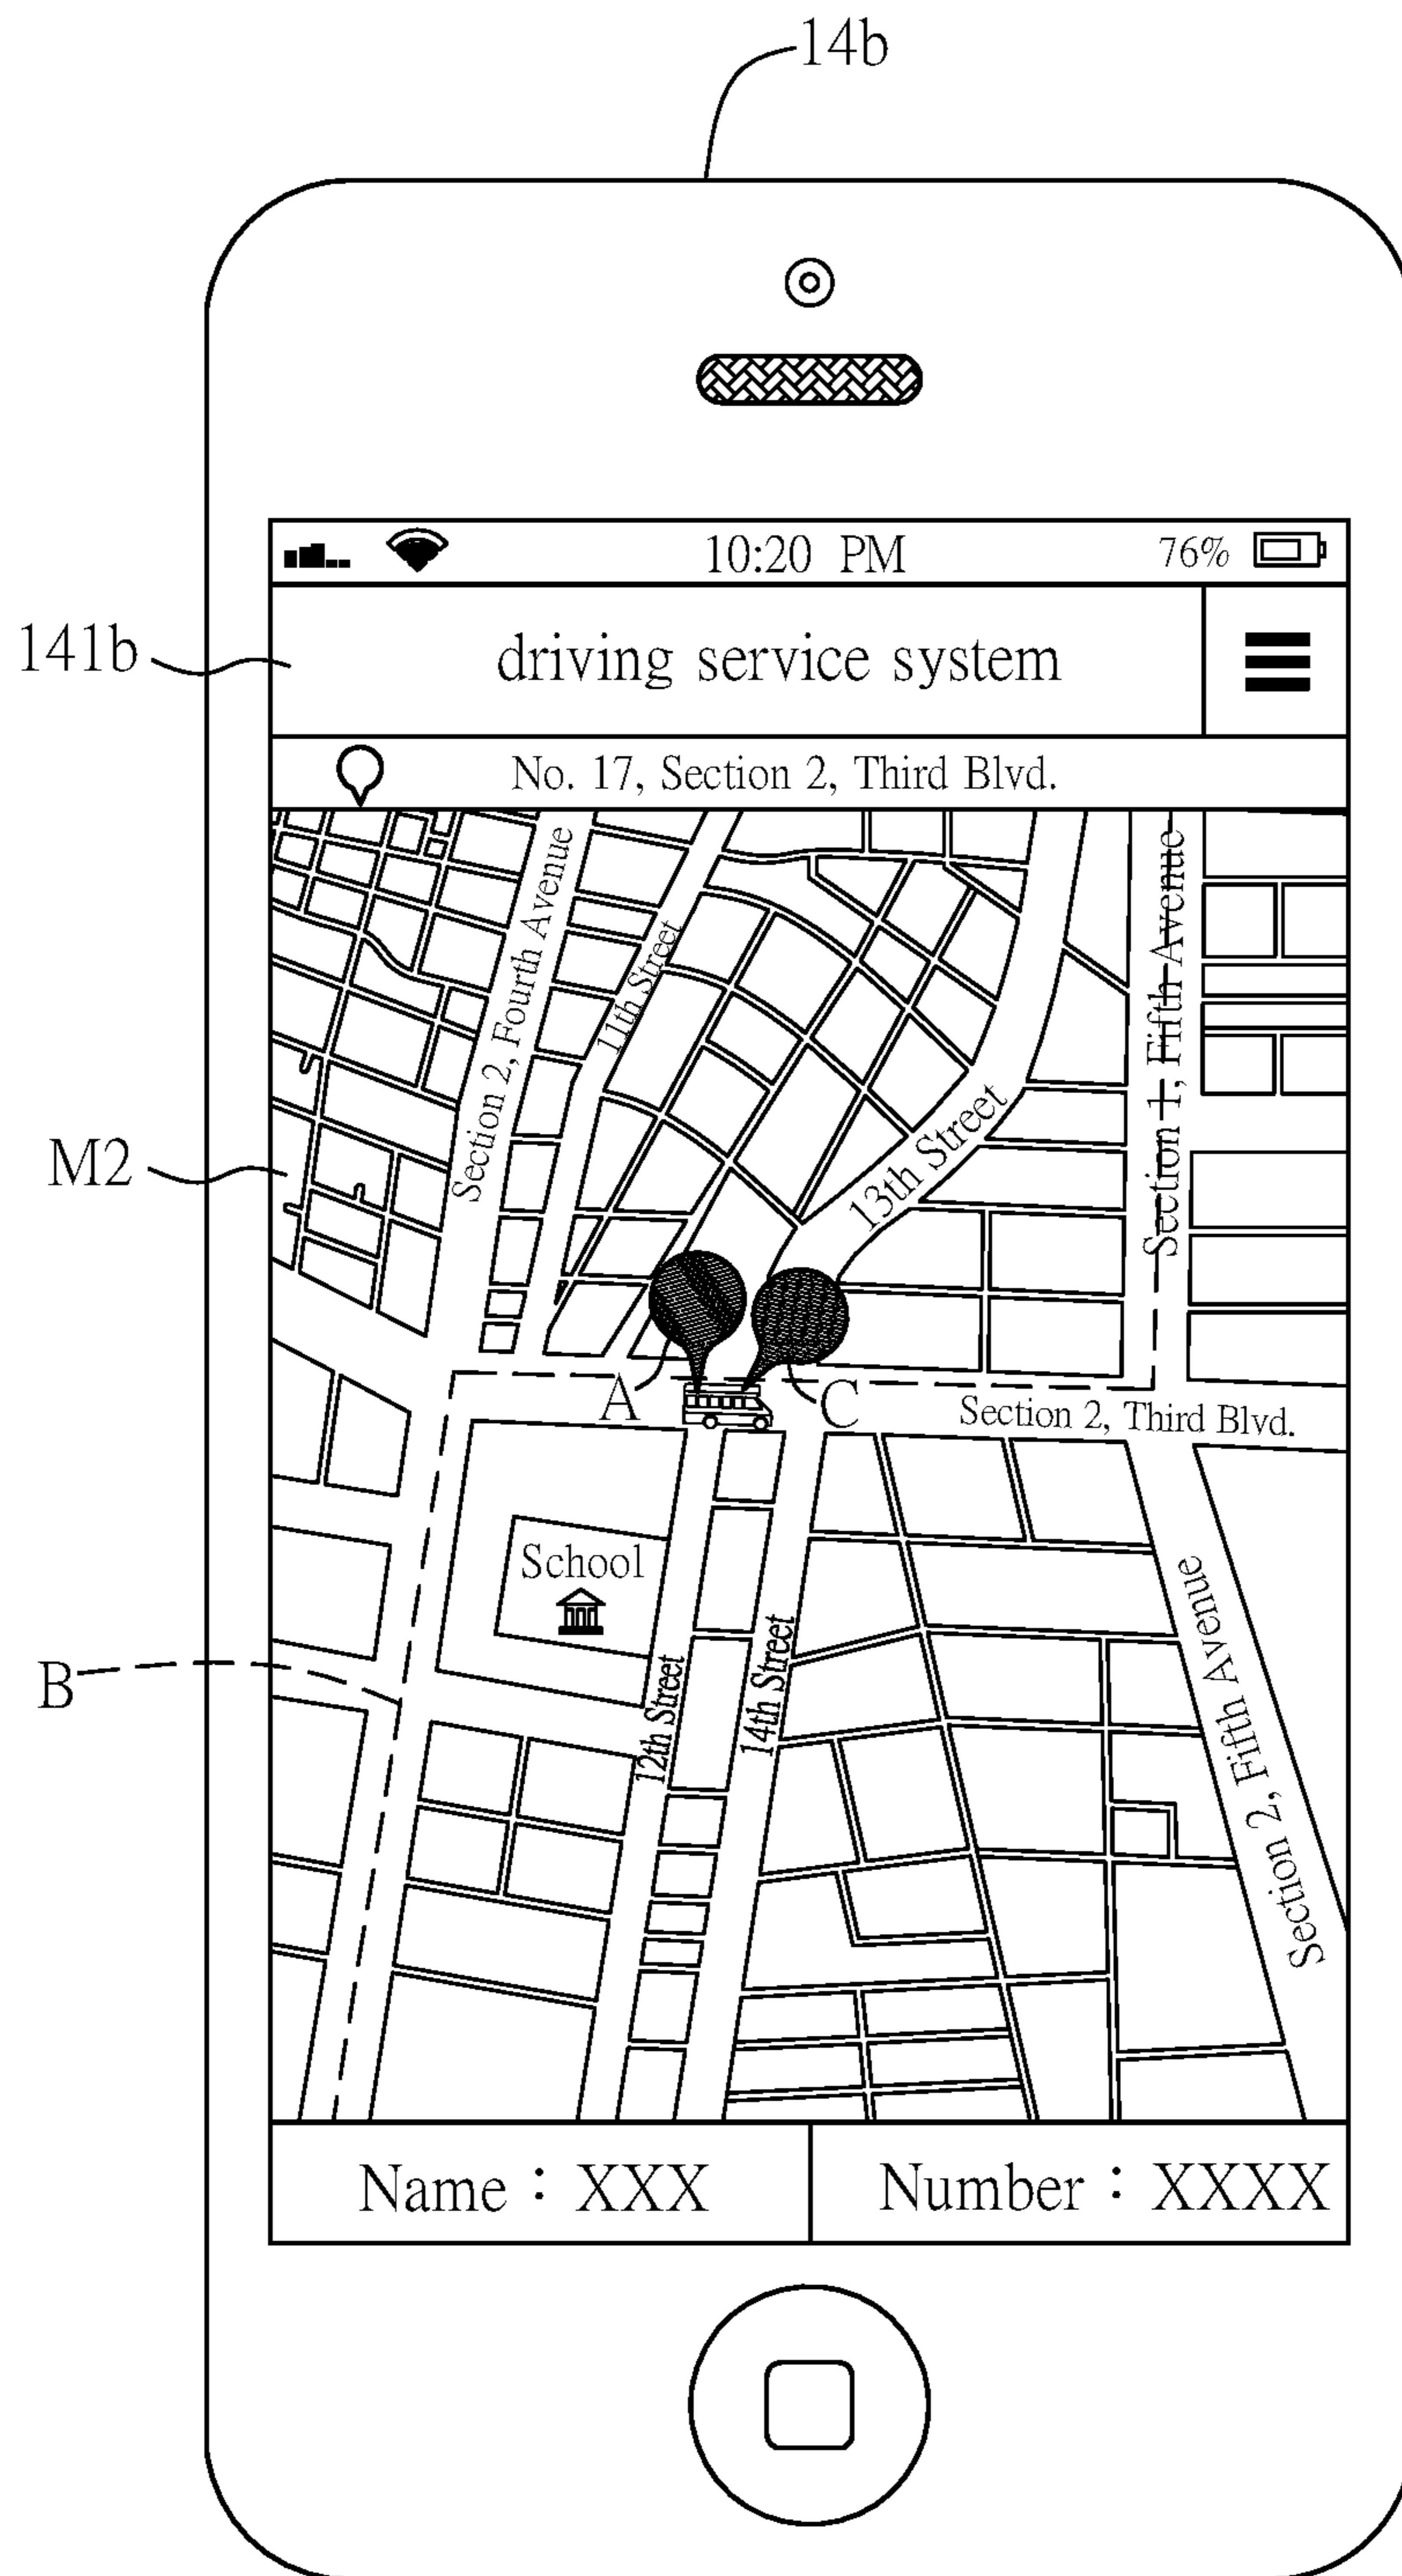 14b
10:20 PM
76%
141b
driving service system
No. 17, Section 2, Third Blvd.
Section 2, Fourth Avenue
11th Street
Section 1, Fifth Avenue
M2
13th Street
A
C
Section 2, Third Blvd.
School
B
12th Street
14th Street
Section 2, Fifth Avenue
Name：XXX
Number：XXXX